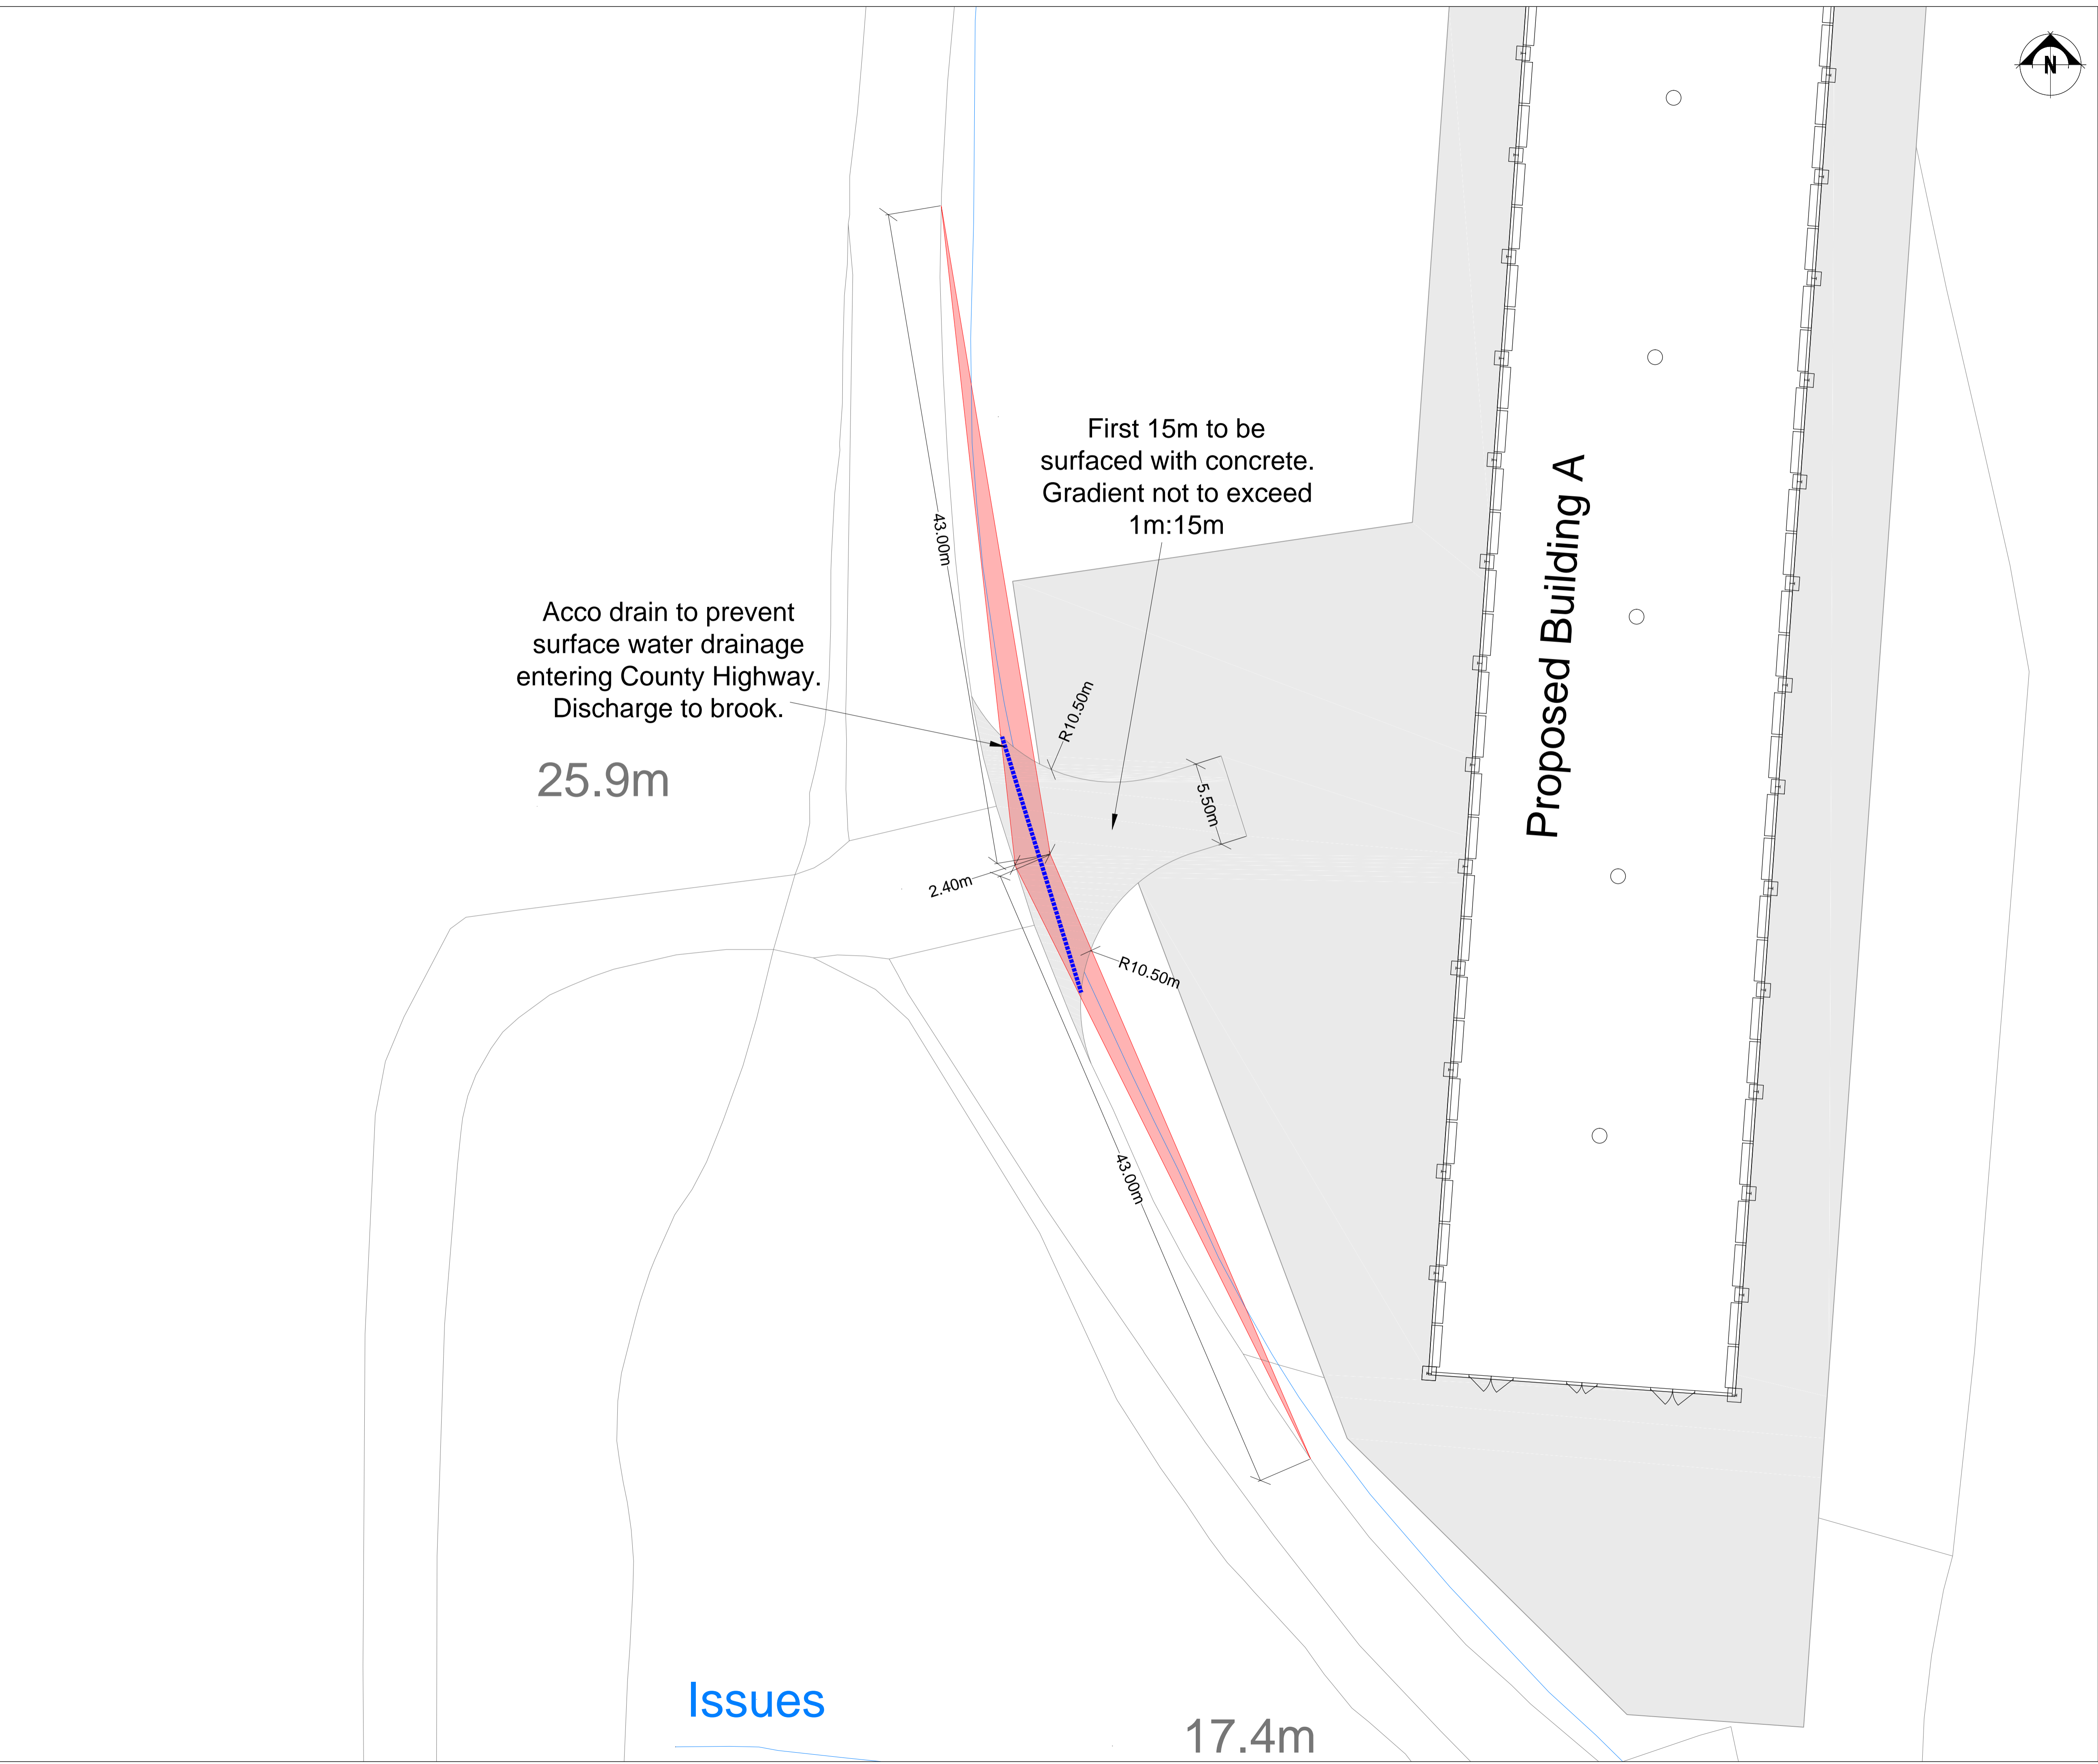 N
First 15m to be
surfaced with concrete.
Gradient not to exceed
1m:15m
43.00m
Proposed Building A
Acco drain to prevent
surface water drainage
entering County Highway.
Discharge to brook.
R10.50m
25.9m
5.50m
2.40m
R10.50m
43.00m
Issues
17.4m